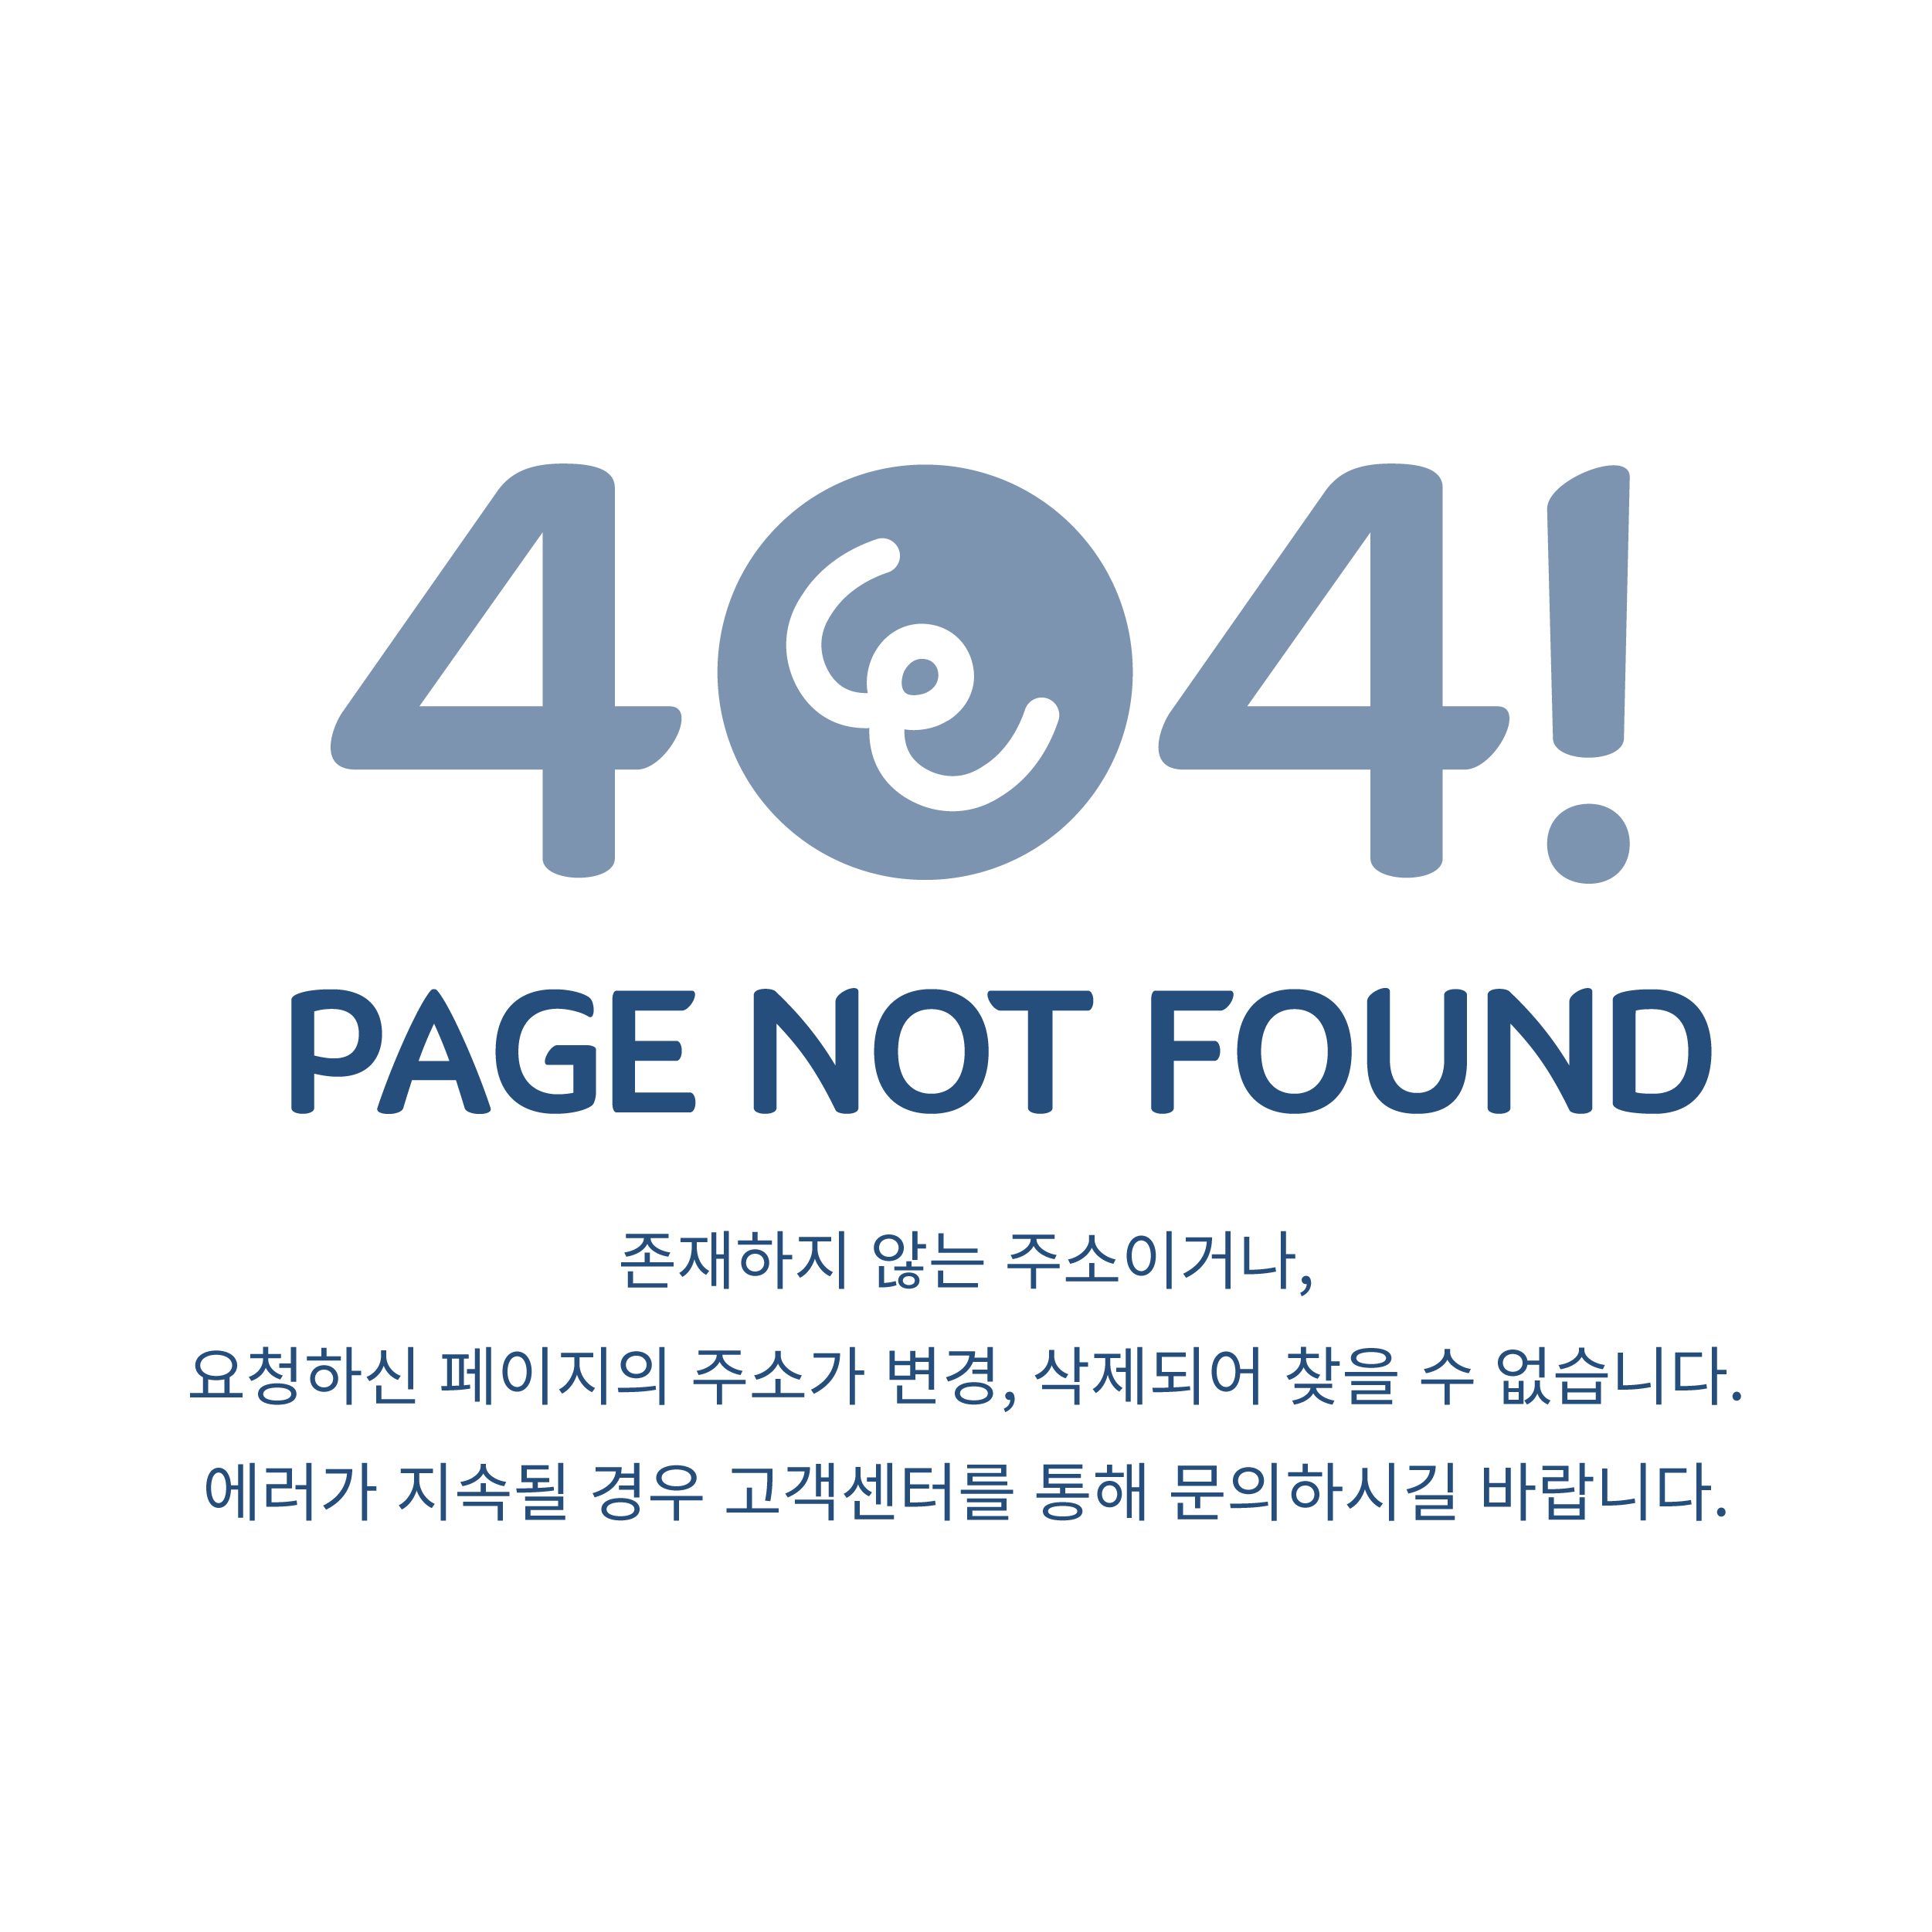 404!
PAGE NOT FOUND
존재하지 않는 주소이거나,
요청하신 페이지의 주소가 변경, 삭제되어 찾을 수 없습니다.
에러가 지속될 경우 고객센터를 통해 문의하시길 바랍니다.